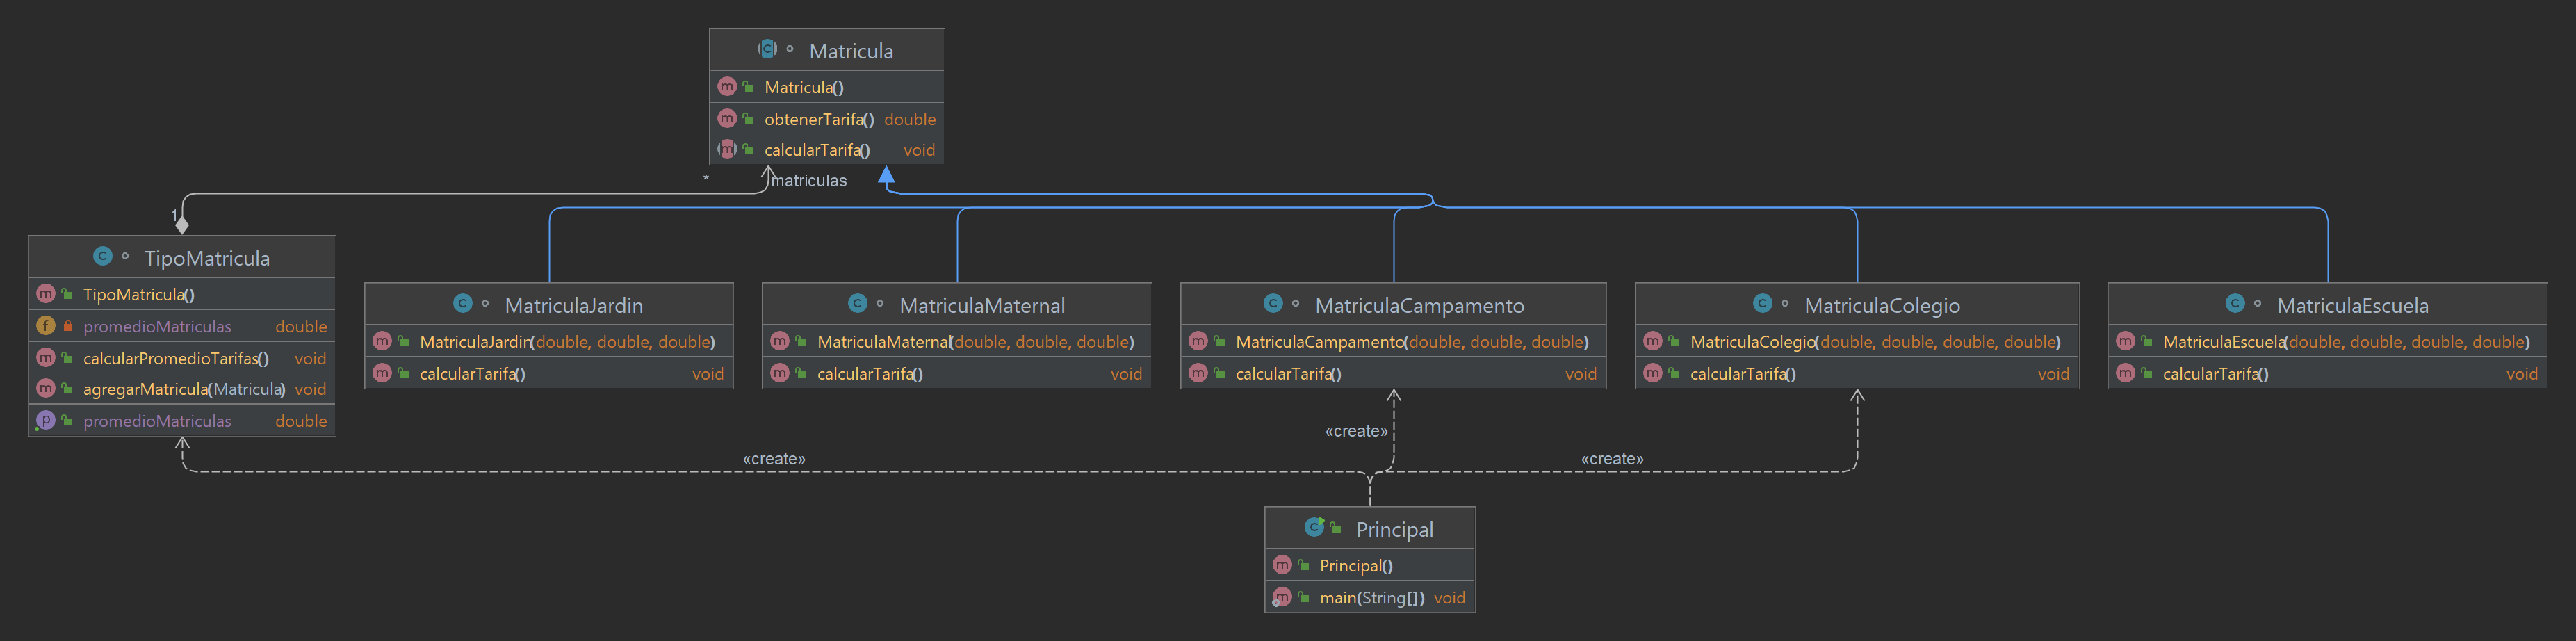 Matricula
Matricula()
obtenerTarifa() double
calcularTarifa() void
* matriculas
1
TipoMatricula
TipoMatricula()
promedioMatriculas double
calcularPromedioTarifas() void
agregarMatricula(Matricula) void
promedioMatriculas double
MatriculaJardin
MatriculaJardin(double, double, double)
calcularTarifa() void
MatriculaMaternal
MatriculaMaternal(double, double, double)
calcularTarifa() void
MatriculaCampamento
MatriculaCampamento(double, double, double)
calcularTarifa() void
MatriculaColegio
MatriculaColegio(double, double, double, double)
calcularTarifa() void
MatriculaEscuela
MatriculaEscuela(double, double, double, double)
calcularTarifa() void
«create»
«create»
«create»
Principal
Principal()
main(String[]) void